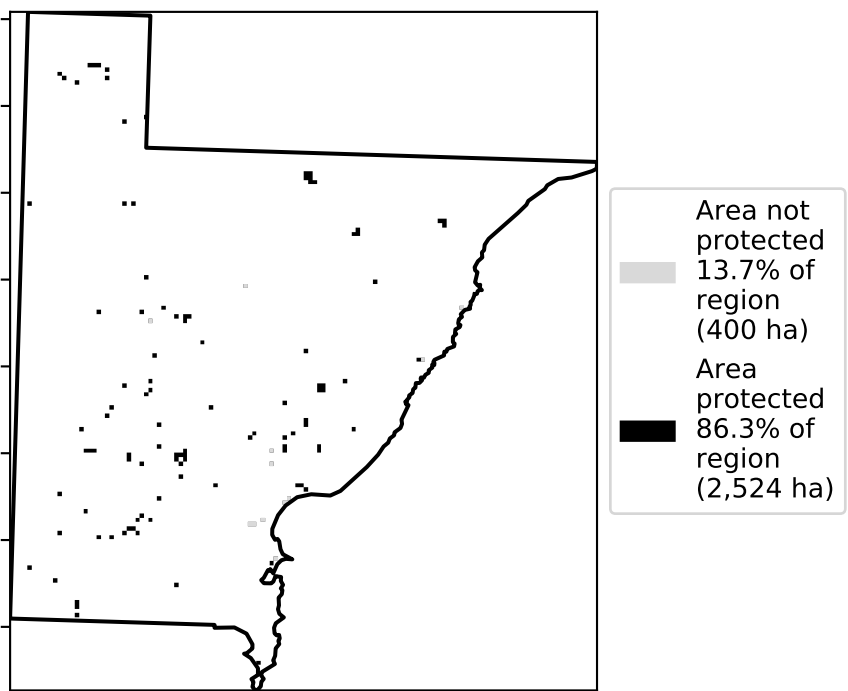 Area not
protected
13.7% of
region
(400 ha)
Area
protected
86.3% of
region
(2,524 ha)